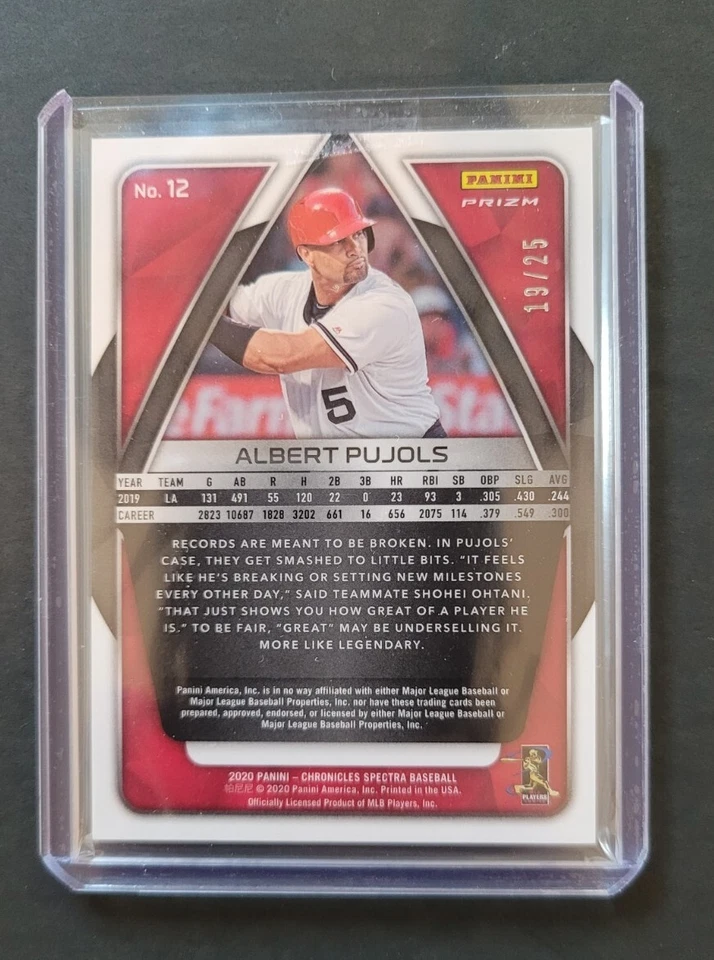 No. 12
PANINI
PRIZM
19/25
5
eFarm Sta
ALBERT PUJOLS
YEAR TEAM G AB R H 2B 3B HR RBI SB OBP SLG AVG
2019 LA 131 491 55 120 22 0 23 93 3 .305 .430 .244
CAREER 2823 10687 1828 3202 661 16 656 2075 114 .379 .549 .300
RECORDS ARE MEANT TO BE BROKEN. IN PUJOLS'
CASE, THEY GET SMASHED TO LITTLE BITS. "IT FEELS
LIKE HE'S BREAKING OR SETTING NEW MILESTONES
EVERY OTHER DAY," SAID TEAMMATE SHOHEI OHTANI.
"THAT JUST SHOWS YOU HOW GREAT OF A PLAYER HE
IS." TO BE FAIR, "GREAT" MAY BE UNDERSELLING IT.
MORE LIKE LEGENDARY.
Panini America, Inc. is in no way affiliated with either Major League Baseball or
Major League Baseball Properties, Inc. nor have these trading cards been
prepared, approved, endorsed, or licensed by either Major League Baseball or
Major League Baseball Properties, Inc.
2020 PANINI – CHRONICLES SPECTRA BASEBALL
帕尼尼 © 2020 Panini America, Inc. Printed in the USA.
Officially Licensed Product of MLB Players, Inc.
PLAYERS